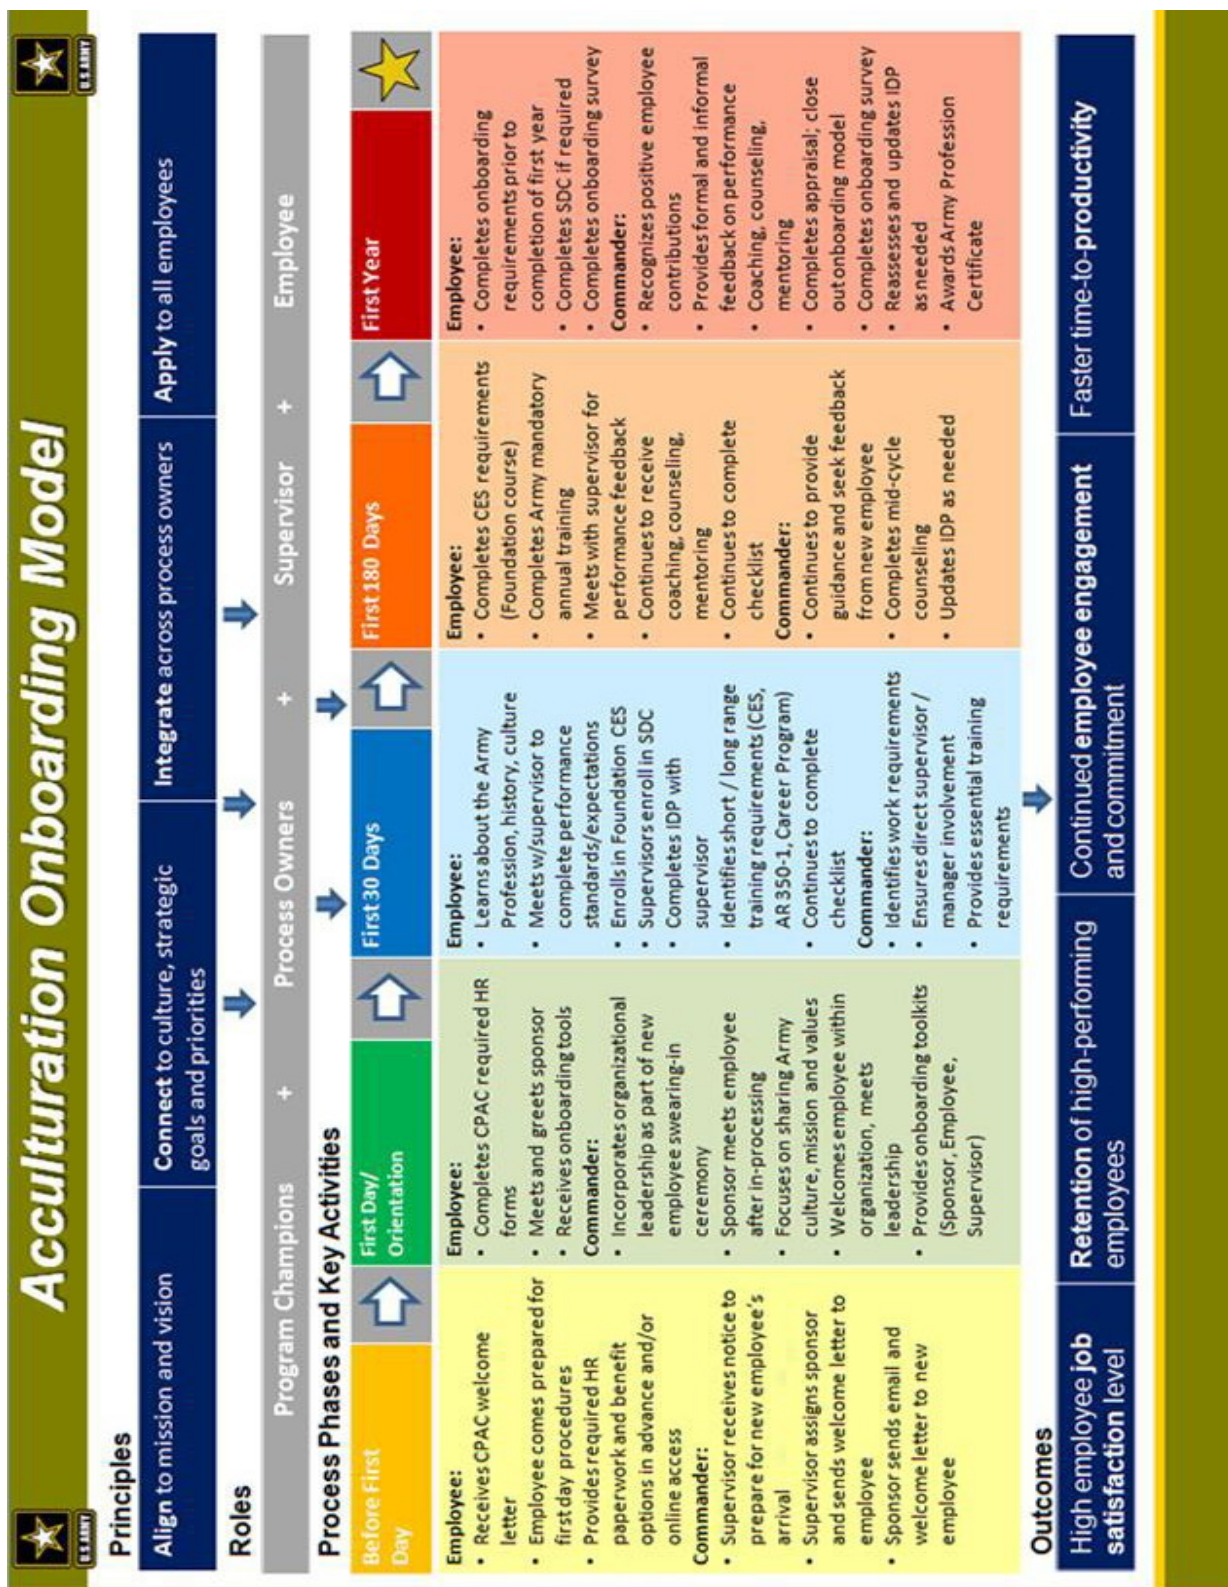 Acculturation Onboarding Model
U.S.ARMY
U.S.ARMY
Principles
Align to mission and vision
Connect to culture, strategic
goals and priorities
Integrate across process owners
Apply to all employees
Roles
Program Champions + Process Owners + Supervisor + Employee
Process Phases and Key Activities
Before First
Day
First Day/
Orientation
First 30 Days
First 180 Days
First Year
Employee:
• Receives CPAC welcome
letter
• Employee comes prepared for
first day procedures
• Provides required HR
paperwork and benefit
options in advance and/or
online access
Commander:
• Supervisor receives notice to
prepare for new employee's
arrival
• Supervisor assigns sponsor
and sends welcome letter to
employee
• Sponsor sends email and
welcome letter to new
employee
Employee:
• Completes CPAC required HR
forms
• Meets and greets sponsor
• Receives onboarding tools
Commander:
• Incorporates organizational
leadership as part of new
employee swearing-in
ceremony
• Sponsor meets employee
after in-processing
• Focuses on sharing Army
culture, mission and values
• Welcomes employee within
organization, meets
leadership
• Provides onboarding toolkits
(Sponsor, Employee,
Supervisor)
Employee:
• Learns about the Army
Profession, history, culture
• Meets w/supervisor to
complete performance
standards/expectations
• Enrolls in Foundation CES
• Supervisors enroll in SDC
• Completes IDP with
supervisor
• Identifies short / long range
training requirements (CES,
AR 350-1, Career Program)
• Continues to complete
checklist
Commander:
• Identifies work requirements
• Ensures direct supervisor /
manager involvement
• Provides essential training
requirements
Employee:
• Completes CES requirements
(Foundation course)
• Completes Army mandatory
annual training
• Meets with supervisor for
performance feedback
• Continues to receive
coaching, counseling,
mentoring
• Continues to complete
checklist
Commander:
• Continues to provide
guidance and seek feedback
from new employee
• Completes mid-cycle
counseling
• Updates IDP as needed
Employee:
• Completes onboarding
requirements prior to
completion of first year
• Completes SDC if required
• Completes onboarding survey
Commander:
• Recognizes positive employee
contributions
• Provides formal and informal
feedback on performance
• Coaching, counseling,
mentoring
• Completes appraisal; close
out onboarding model
• Completes onboarding survey
• Reassesses and updates IDP
as needed
• Awards Army Profession
Certificate
Outcomes
High employee job
satisfaction level
Retention of high-performing
employees
Continued employee engagement
and commitment
Faster time-to-productivity